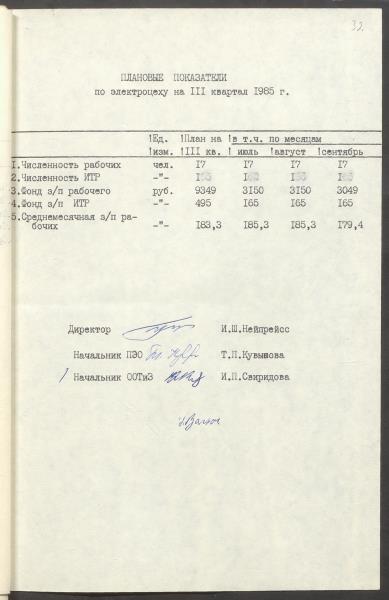 32.
ПЛАНОВЫЕ ПОКАЗАТЕЛИ
по электроцеху на III квартал 1985 г.
!Ед. !План на !в т.ч. по месяцам
!изм. !III кв. ! июль !август !сентябрь
1.Численность рабочих чел. 17 17 17 17
2.Численность ИТР -"-
3.Фонд з/п рабочего руб. 9349 3150 3150 3049
4.Фонд з/п ИТР -"- 495 165 165 165
5.Среднемесячная з/п ра-
бочих -"- 183,3 185,3 185,3 179,4
Директор И.Ш.Нейпрейсс
Начальник ПЭО Т.П.Кувынова
Начальник ООТиЗ И.П.Свиридова